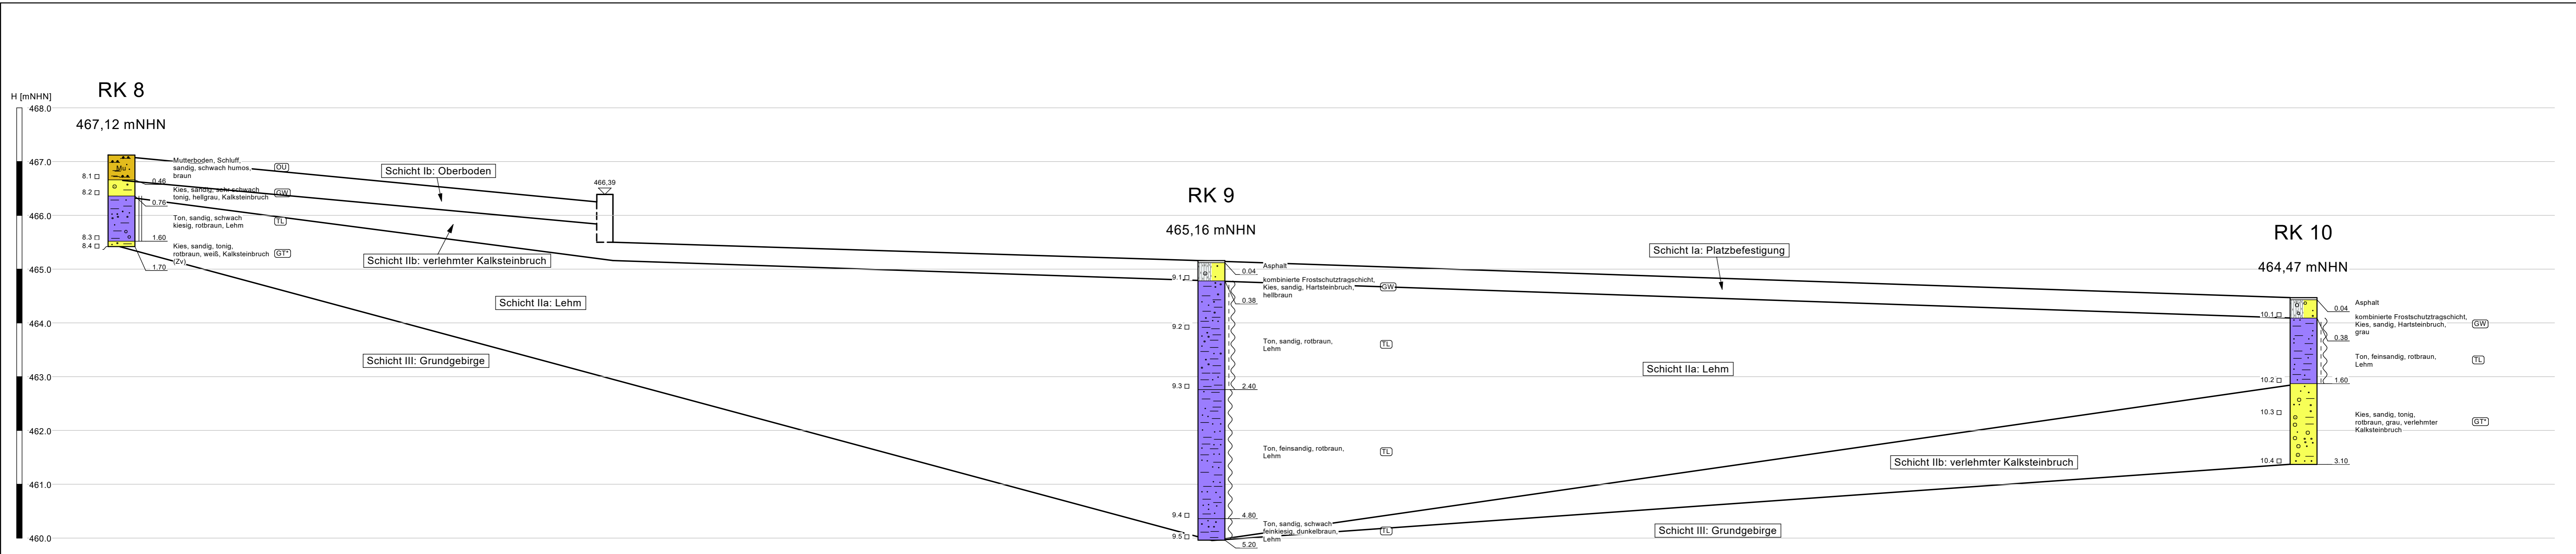 H [mNHN]
468.0
467.0
466.0
465.0
464.0
463.0
462.0
461.0
460.0
RK 8
467,12 mNHN
Mu
8.1
8.2
8.3
8.4
0.46
0.76
1.60
1.70
Mutterboden, Schluff,
sandig, schwach humos,
braun
OU
Kies, sandig, sehr schwach
tonig, hellgrau, Kalksteinbruch
GW
Ton, sandig, schwach
kiesig, rotbraun, Lehm
TL
Kies, sandig, tonig,
rotbraun, weiß, Kalksteinbruch
(Zv)
GT*
Schicht Ib: Oberboden
Schicht IIb: verlehmter Kalksteinbruch
Schicht IIa: Lehm
Schicht III: Grundgebirge
466,39
RK 9
465,16 mNHN
9.1
9.2
9.3
9.4
9.5
0.04
0.38
2.40
4.80
5.20
Asphalt
kombinierte Frostschutztragschicht,
Kies, sandig, Hartsteinbruch,
hellbraun
GW
Ton, sandig, rotbraun,
Lehm
TL
Ton, feinsandig, rotbraun,
Lehm
TL
Ton, sandig, schwach
feinkiesig, dunkelbraun,
Lehm
TL
Schicht Ia: Platzbefestigung
Schicht IIa: Lehm
Schicht IIb: verlehmter Kalksteinbruch
Schicht III: Grundgebirge
RK 10
464,47 mNHN
10.1
10.2
10.3
10.4
0.04
0.38
1.60
3.10
Asphalt
kombinierte Frostschutztragschicht,
Kies, sandig, Hartsteinbruch,
grau
GW
Ton, feinsandig, rotbraun,
Lehm
TL
Kies, sandig, tonig,
rotbraun, grau, verlehmter
Kalksteinbruch
GT*